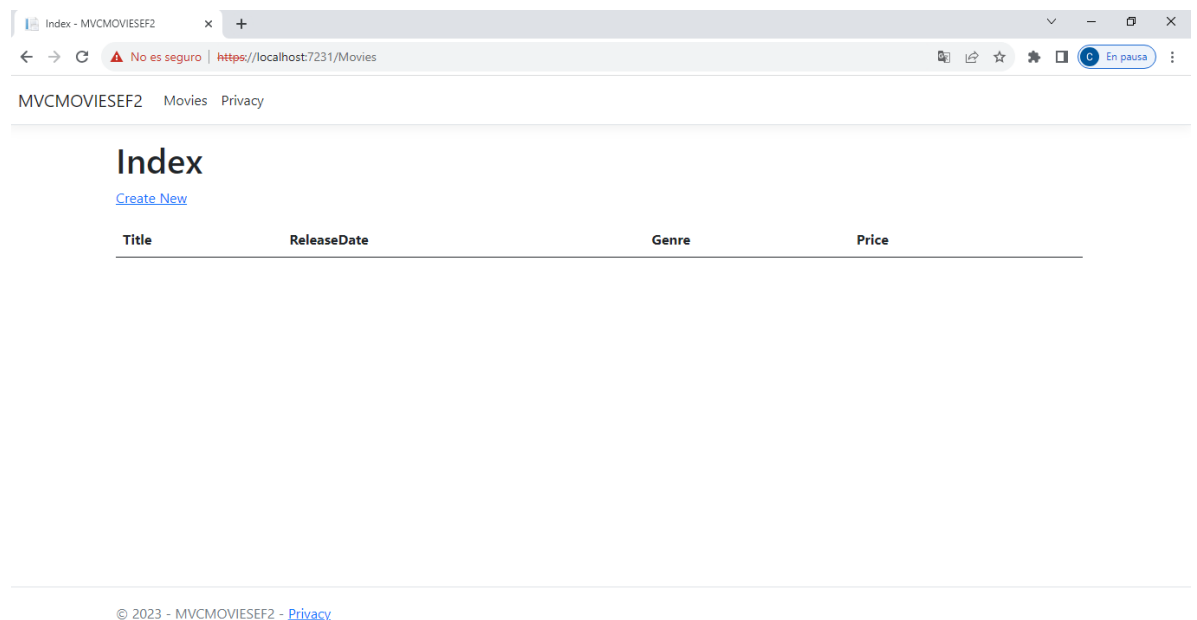 Index - MVCMOVIESEF2
No es seguro | https://localhost:7231/Movies
C En pausa
MVCMOVIESEF2 Movies Privacy
Index
Create New
Title ReleaseDate Genre Price
© 2023 - MVCMOVIESEF2 - Privacy